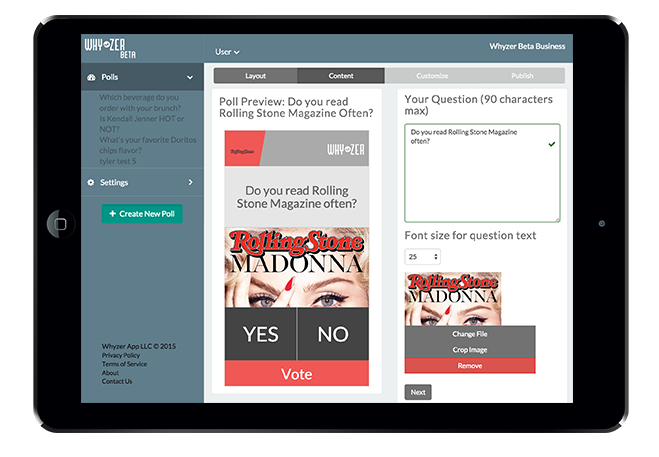 WHYZER
BETA
User
Whyzer Beta Business
Polls
Which beverage do you
order with your brunch?
Is Kendall Jenner HOT or
NOT?
What's your favorite Doritos
chips flavor?
tyler test 5
Settings
+ Create New Poll
Whyzer App LLC © 2015
Privacy Policy
Terms of Service
About
Contact Us
Layout
Content
Customize
Publish
Poll Preview: Do you read
Rolling Stone Magazine Often?
RollingStone
WHYZER
Do you read Rolling
Stone Magazine often?
RollingStone
MADONNA
YES
NO
Vote
Your Question (90 characters
max)
Do you read Rolling Stone Magazine
often?
Font size for question text
25
RollingStone
MADONNA
Change File
Crop Image
Remove
Next